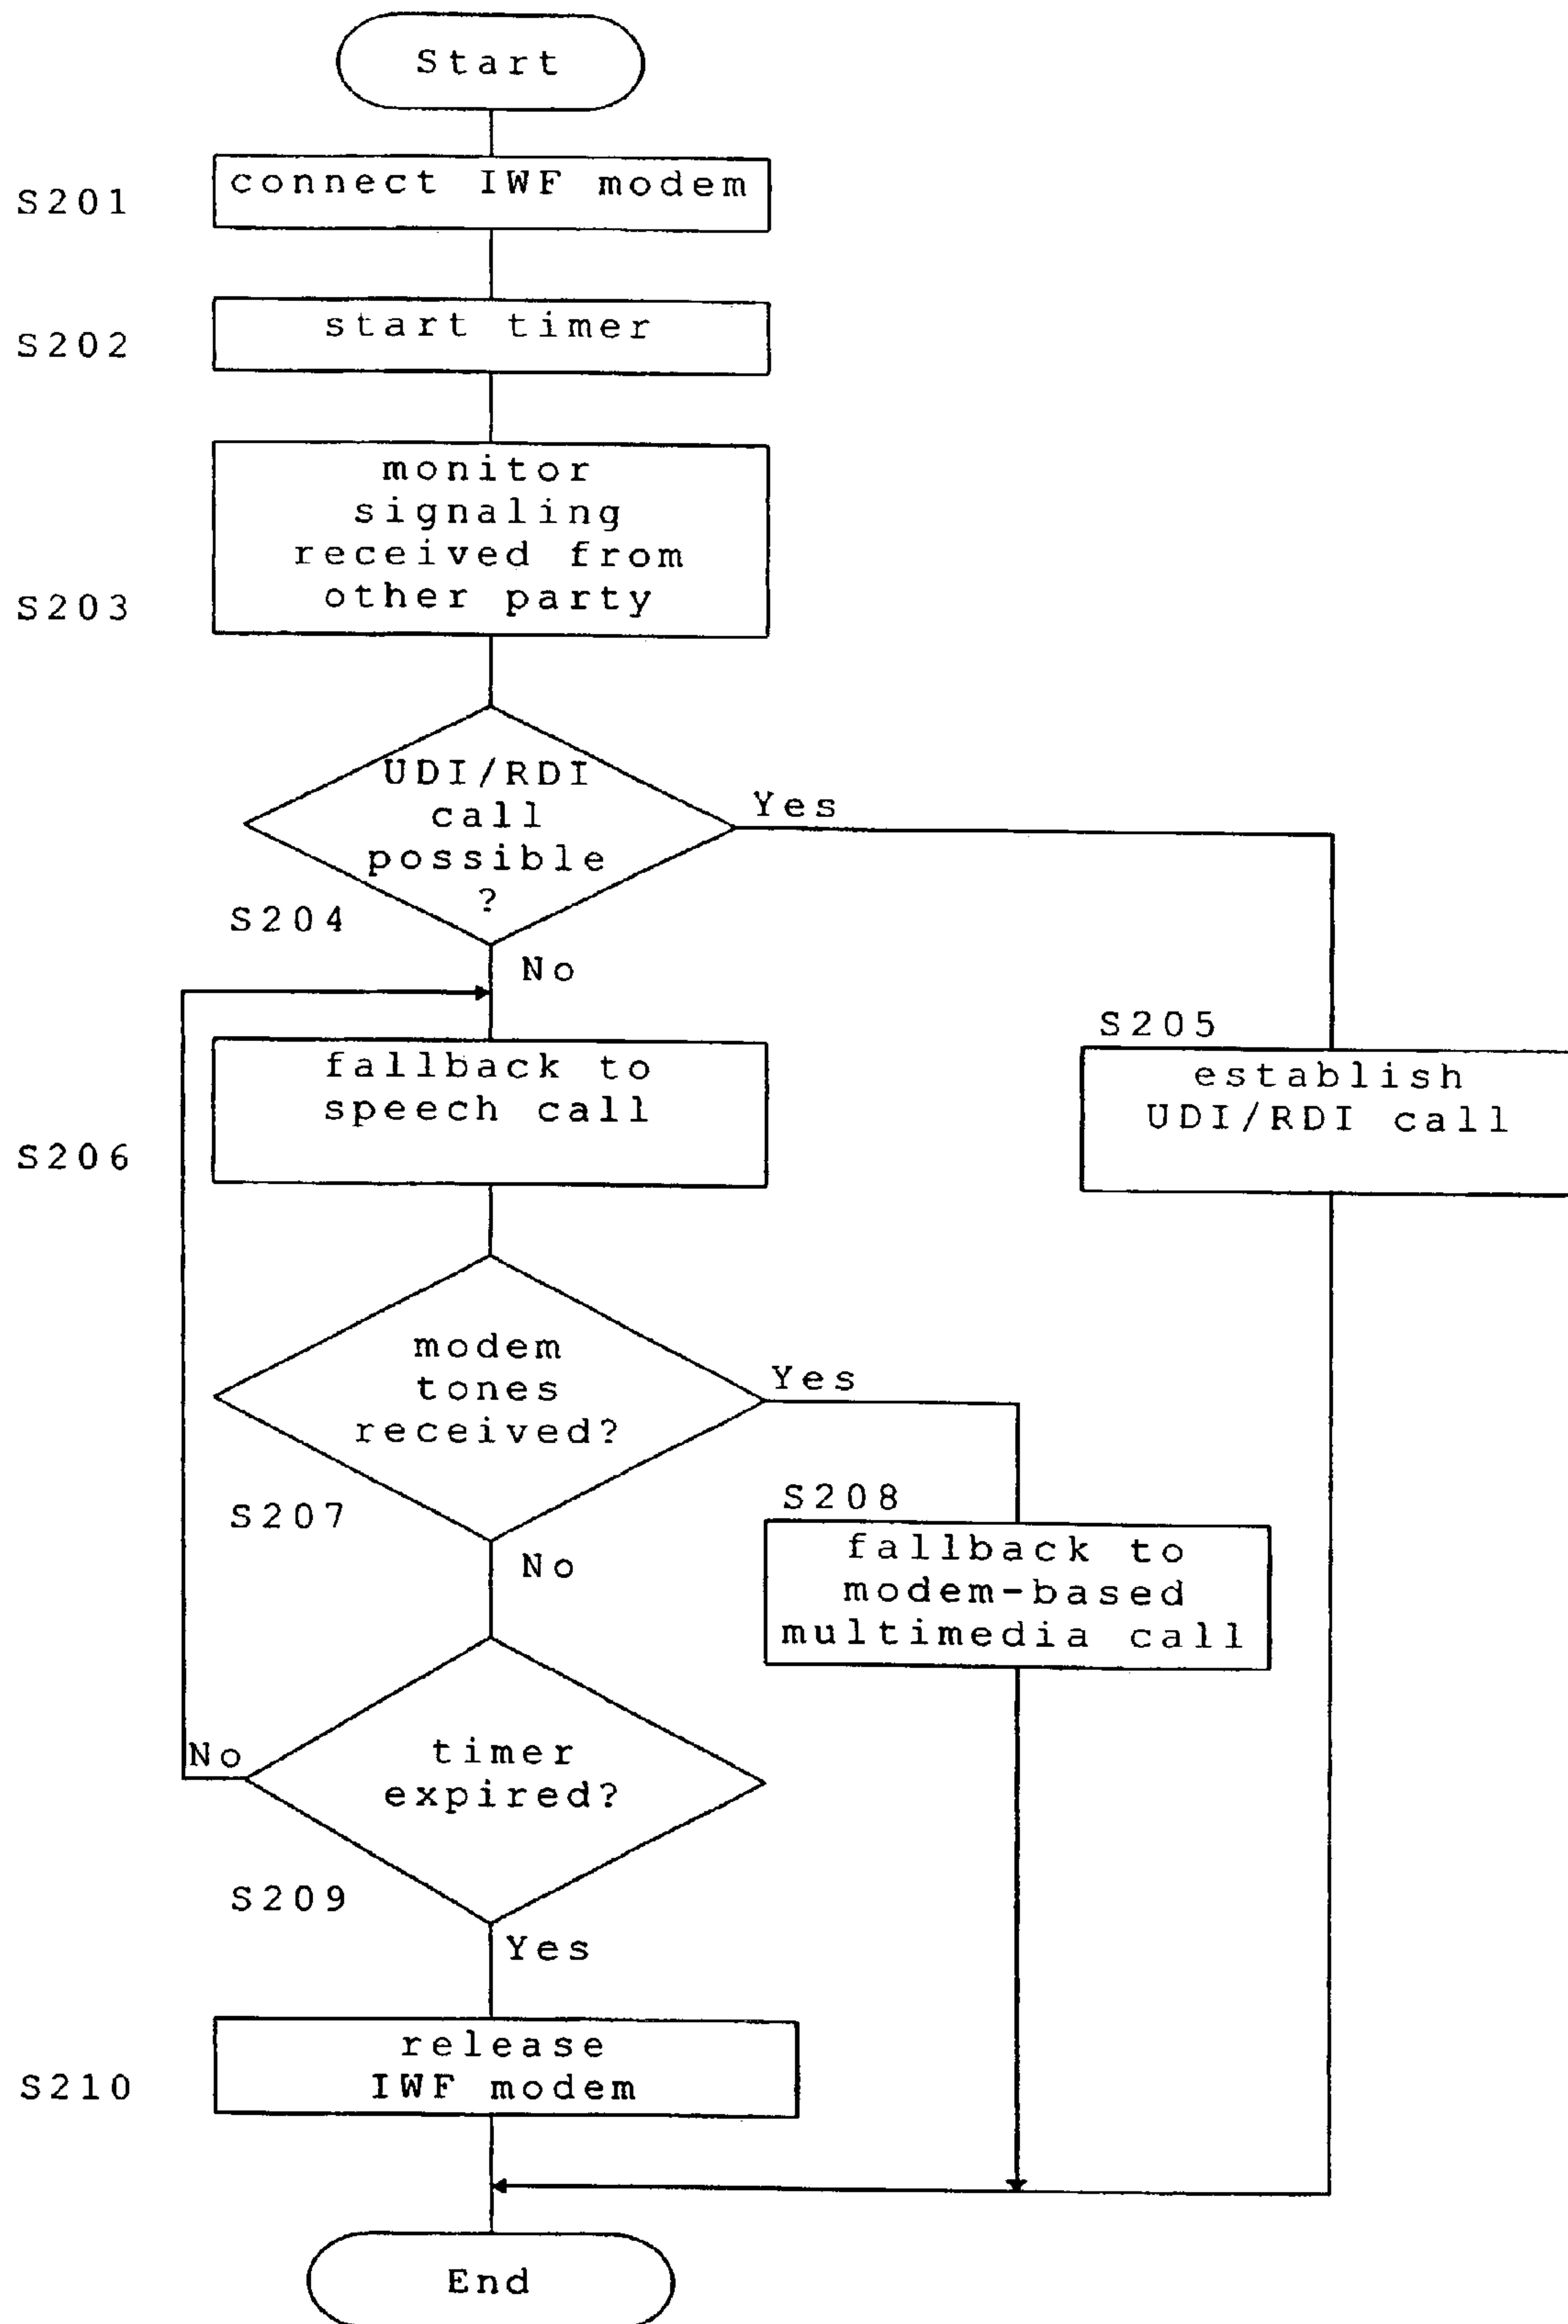 Start
S201
connect IWF modem
S202
start timer
S203
monitor
signaling
received from
other party
S204
UDI/RDI
call
possible
?
Yes
No
S205
establish
UDI/RDI call
S206
fallback to
speech call
S207
modem
tones
received?
Yes
No
S208
fallback to
modem-based
multimedia call
S209
timer
expired?
No
Yes
S210
release
IWF modem
End